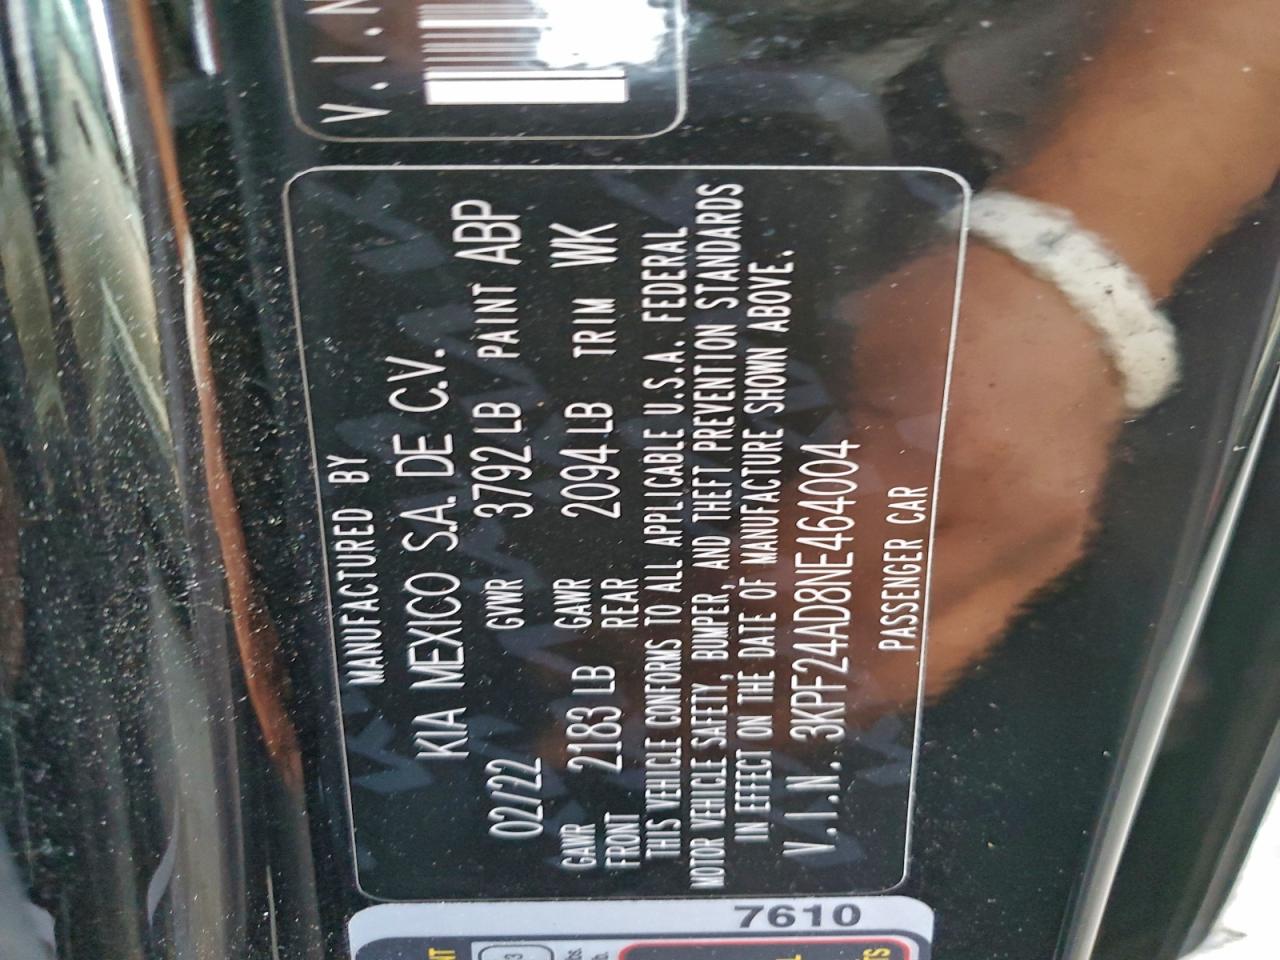 V.I.N
MANUFACTURED BY
KIA MEXICO S.A. DE C.V.
02/22 GVWR 3792 LB PAINT ABP
GAWR FRONT 2183 LB GAWR REAR 2094 LB TRIM WK
THIS VEHICLE CONFORMS TO ALL APPLICABLE U.S.A. FEDERAL
MOTOR VEHICLE SAFETY, BUMPER, AND THEFT PREVENTION STANDARDS
IN EFFECT ON THE DATE OF MANUFACTURE SHOWN ABOVE.
V.I.N. 3KPF24AD8NE464004
PASSENGER CAR
7610